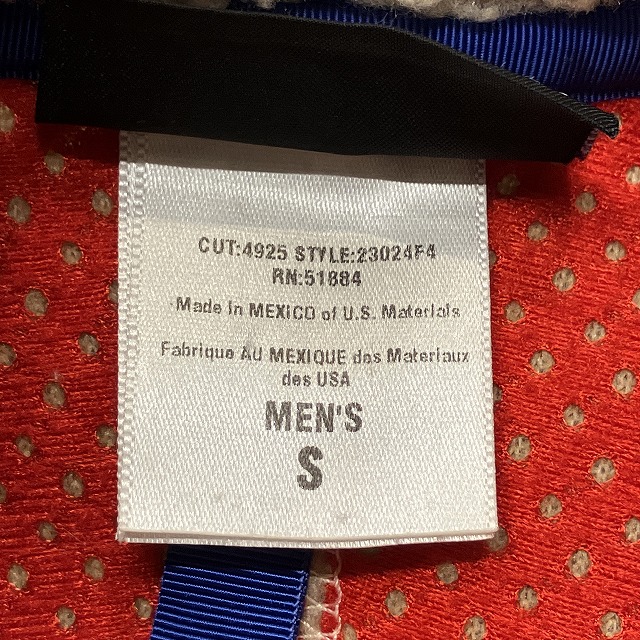 CUT:4925 STYLE:23024F4
RN:51884
Made in MEXICO of U.S. Materials
Fabrique AU MEXIQUE des Materiaux
des USA
MEN'S
S